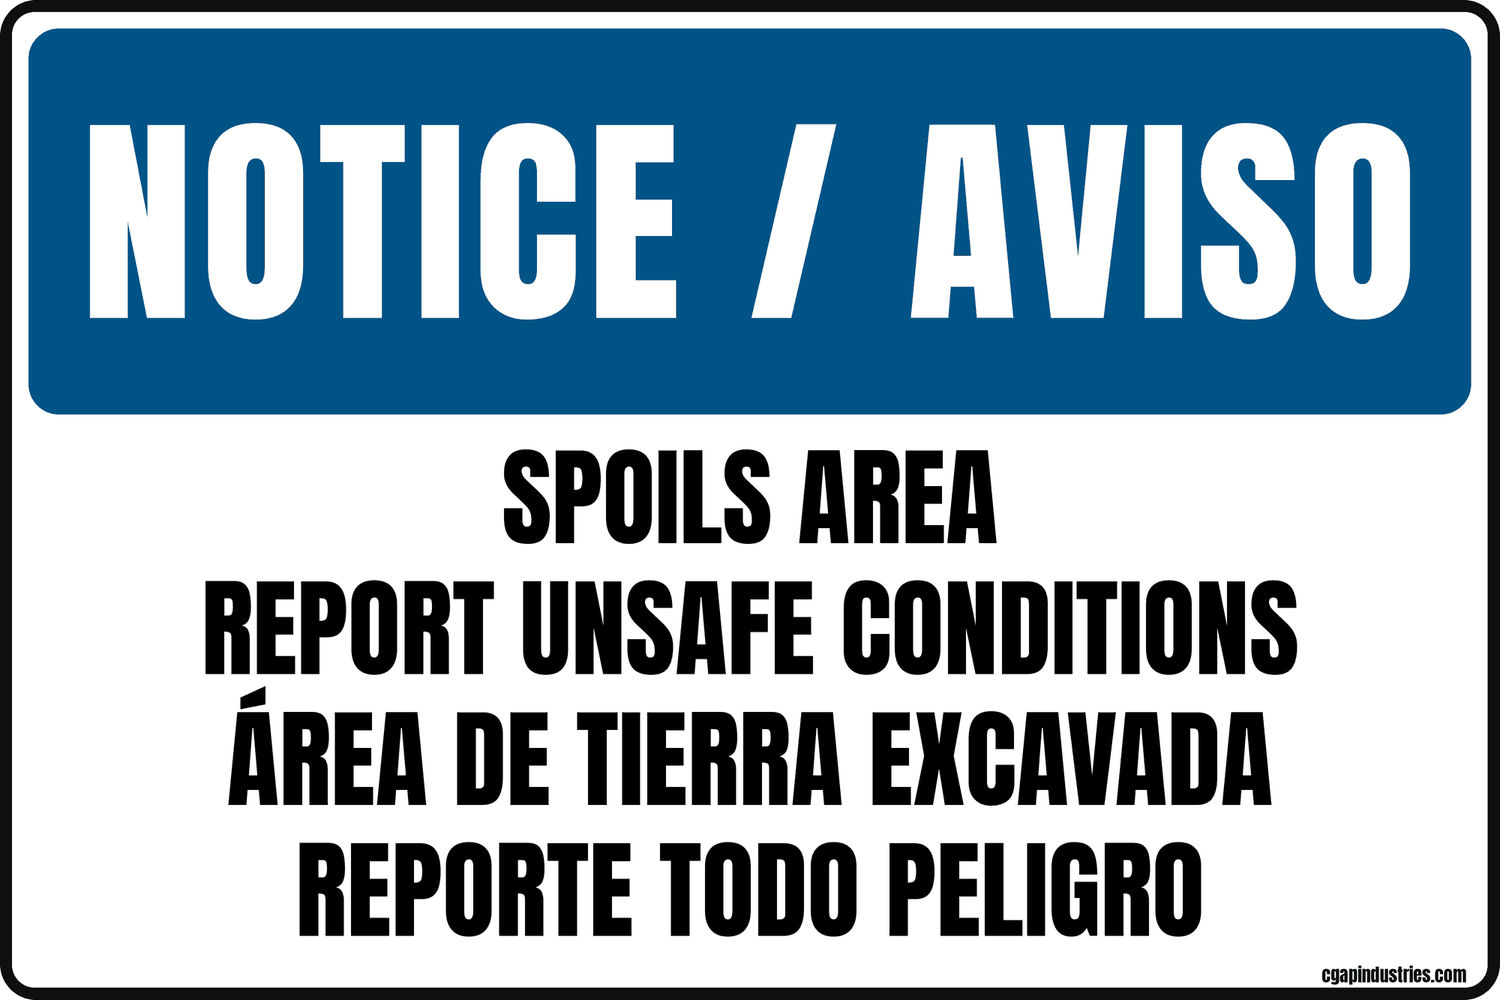 NOTICE / AVISO
SPOILS AREA
REPORT UNSAFE CONDITIONS
ÁREA DE TIERRA EXCAVADA
REPORTE TODO PELIGRO
cgapindustries.com